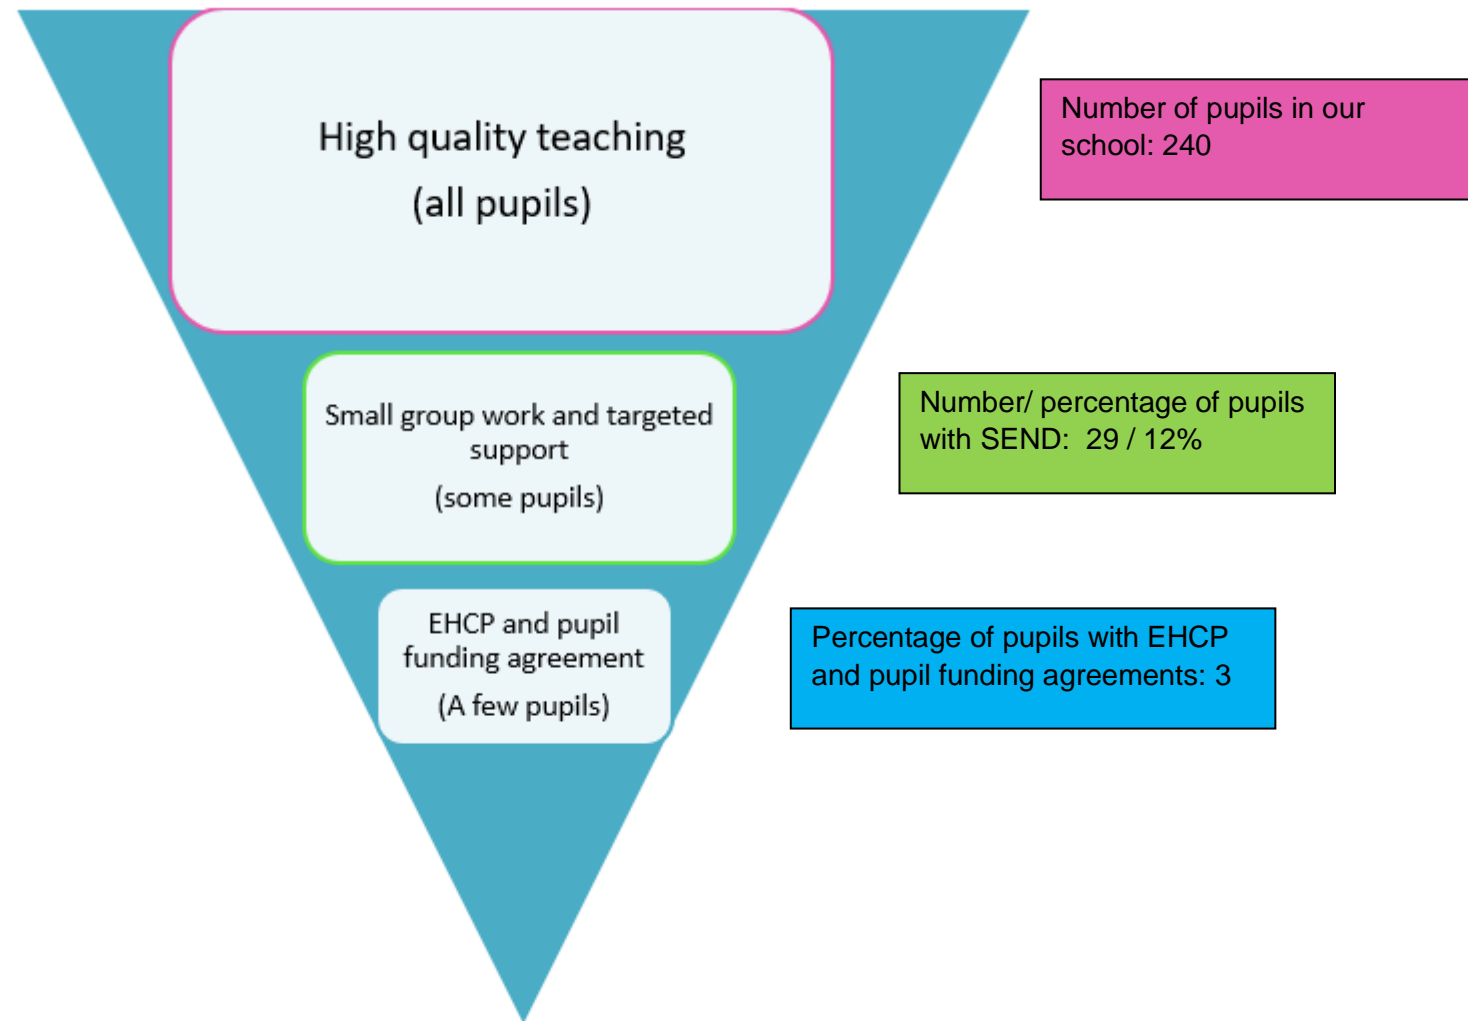 High quality teaching
(all pupils)
Number of pupils in our
school: 240
Small group work and targeted
support
(some pupils)
Number/ percentage of pupils
with SEND:  29 / 12%
EHCP and pupil
funding agreement
(A few pupils)
Percentage of pupils with EHCP
and pupil funding agreements: 3